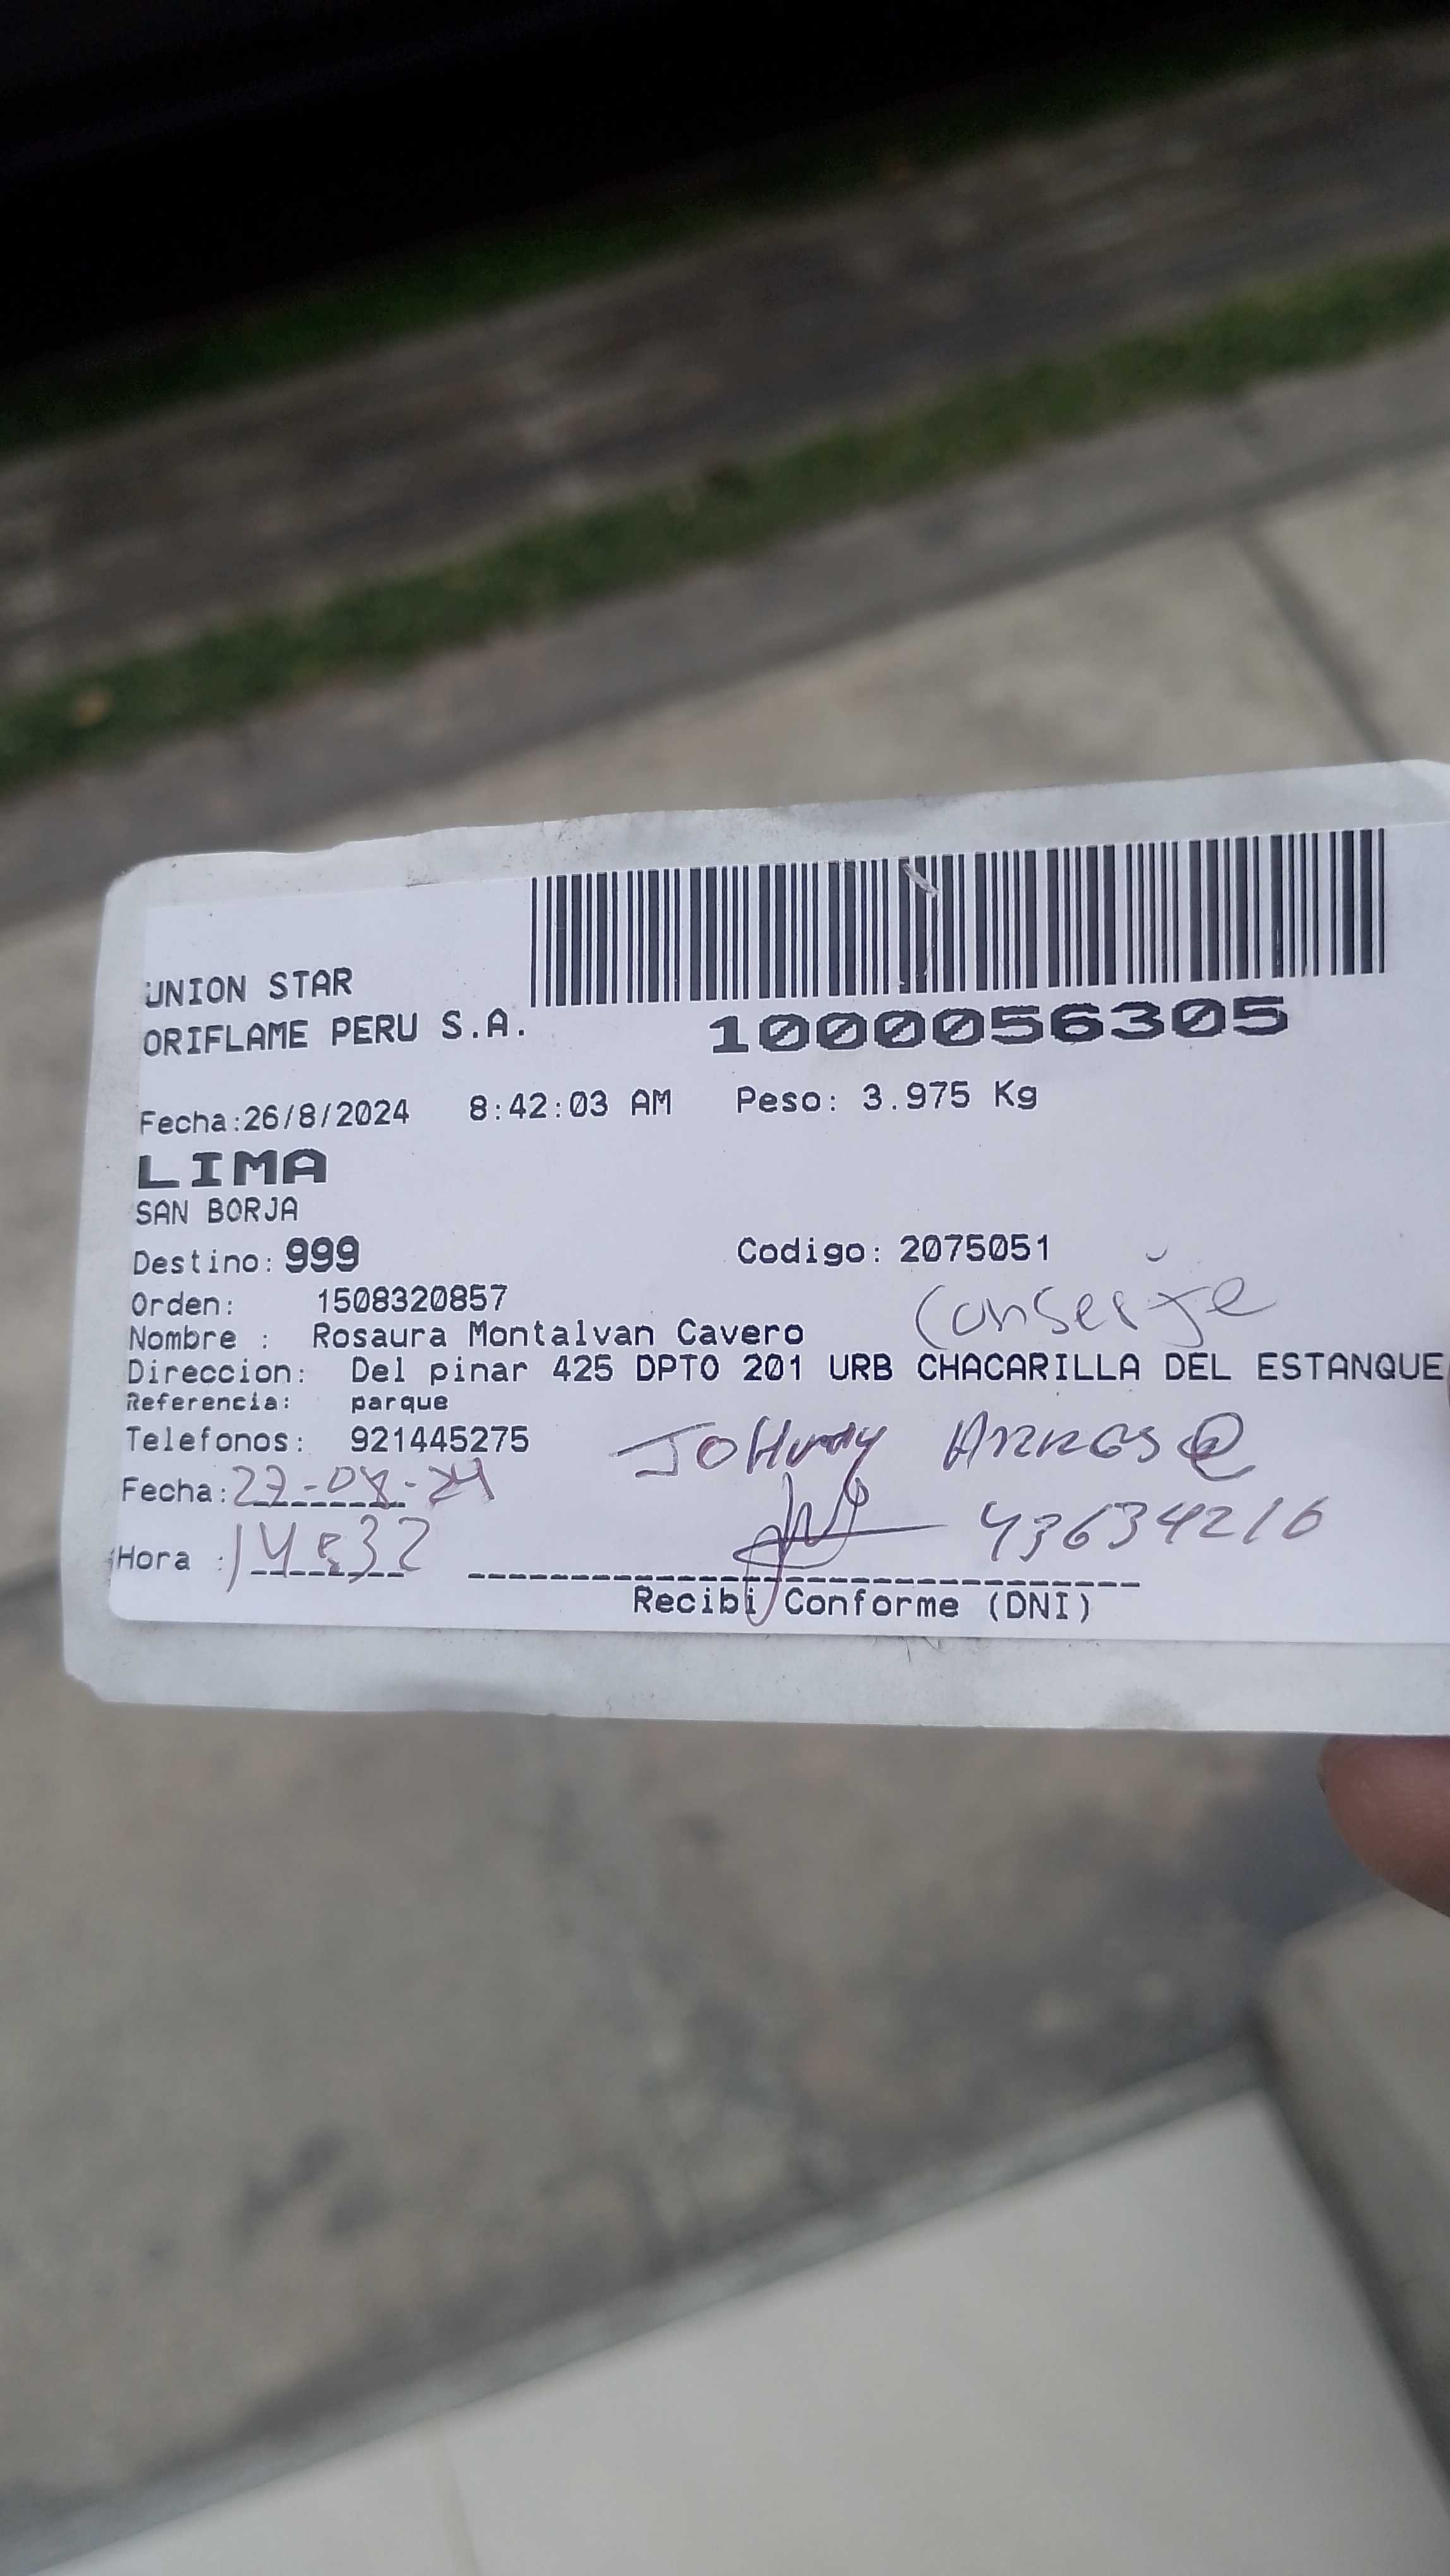 UNION STAR
ORIFLAME PERU S.A.
1000056305
Fecha:26/8/2024 8:42:03 AM Peso: 3.975 Kg
LIMA
SAN BORJA
Destino: 999 Codigo: 2075051
Orden: 1508320857
Conserje
Nombre : Rosaura Montalvan Cavero
Direccion: Del pinar 425 DPTO 201 URB CHACARILLA DEL ESTANQUE
Referencia: parque
Telefonos: 921445275
JOHnny
Fecha: 27-08-24
43634216
Hora : 14:32
Recibi Conforme (DNI)